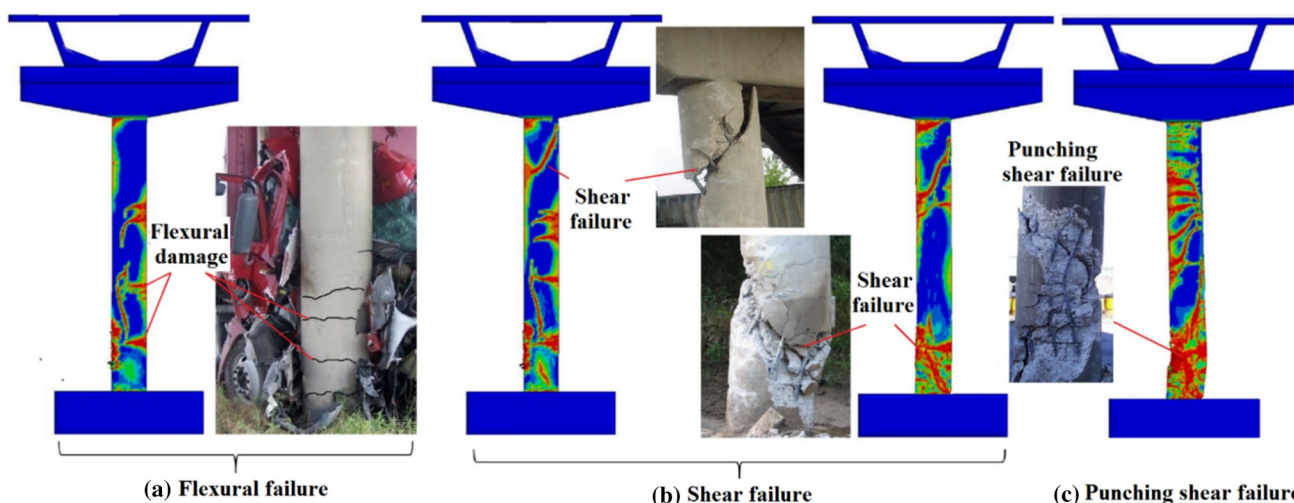 Flexural
damage
(a) Flexural failure
Shear
failure
Shear
failure
(b) Shear failure
Punching
shear failure
(c) Punching shear failure